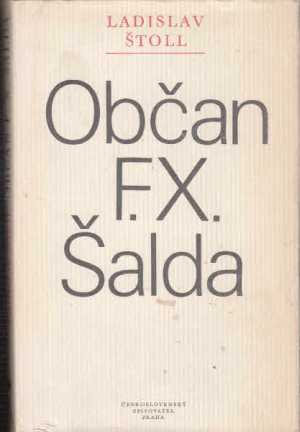 LADISLAV
ŠTOLL
Občan
F. X.
Šalda
ČESKOSLOVENSKÝ
SPISOVATEL
PRAHA